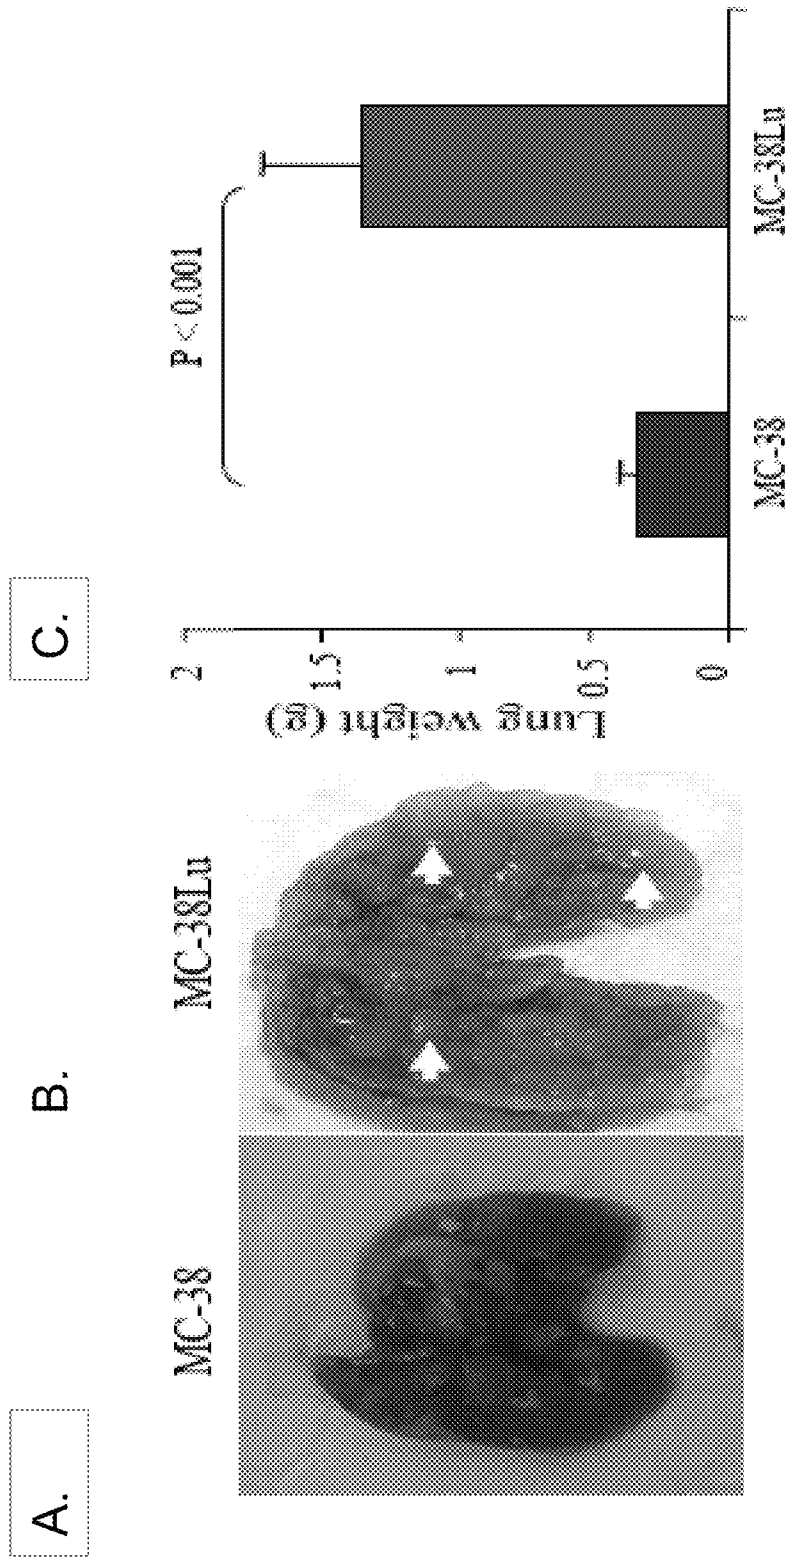 A.
B.
C.
MC-38
MC-38Lu
P < 0.001
Lung weight (g)
2
1.5
1
0.5
0
MC-38
MC-38Lu